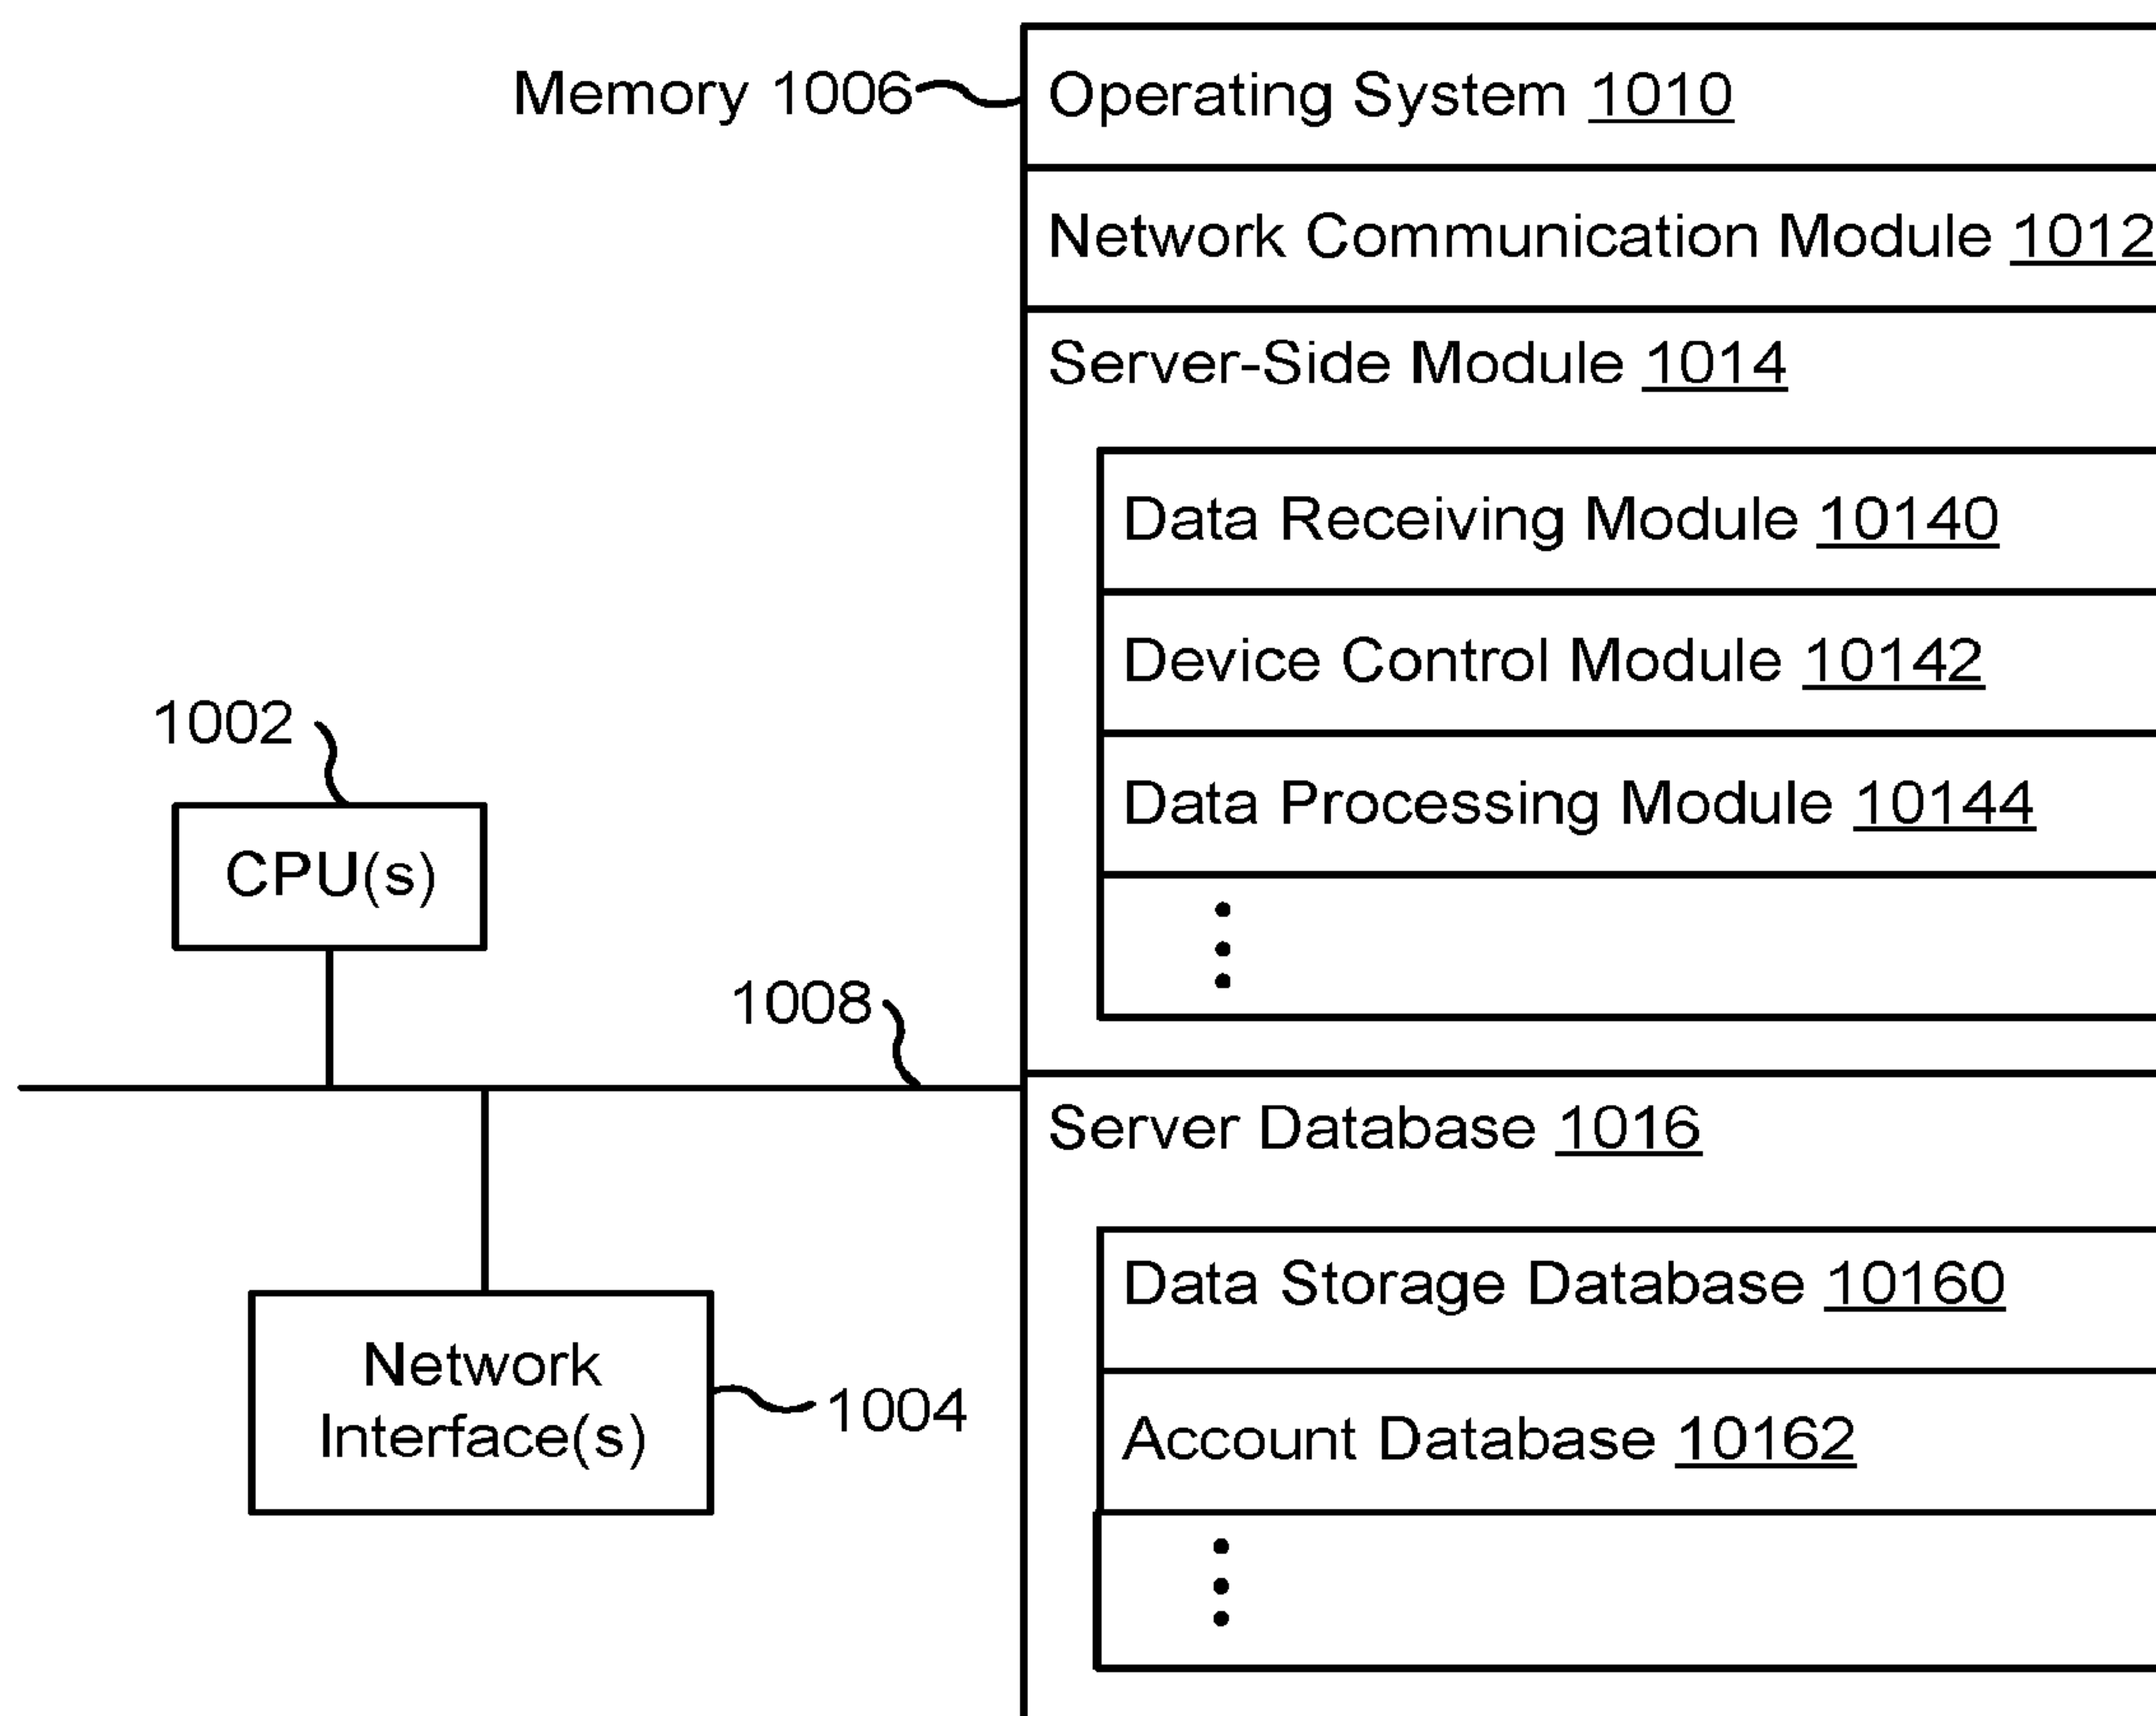 Memory 1006
Operating System 1010
Network Communication Module 1012
Server-Side Module 1014
Data Receiving Module 10140
Device Control Module 10142
Data Processing Module 10144
1002
CPU(s)
1008
Server Database 1016
Data Storage Database 10160
Network
Interface(s)
1004
Account Database 10162